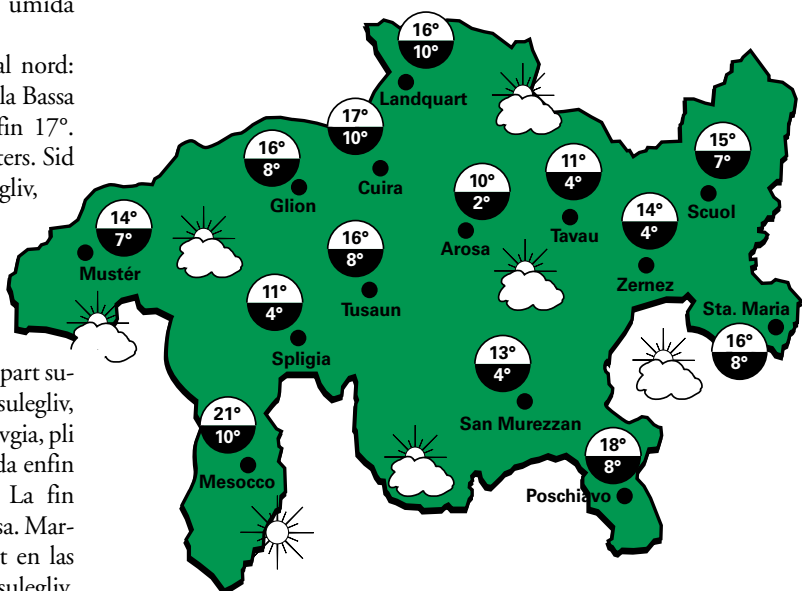 umida
al nord:
la Bassa
fin 17°.
ters. Sid
gliv,
part su-
sulegliv,
vgia, pli
da enfin
La fin
sa. Mar-
t en las
sulegliv.
16°
10°
Landquart
17°
10°
Cuira
16°
8°
Glion
15°
7°
Scuol
11°
4°
Tavau
10°
2°
Arosa
14°
4°
Zernez
14°
7°
Mustér
16°
8°
Tusaun
11°
4°
Spligia
Sta. Maria
16°
8°
13°
4°
San Murezzan
21°
10°
Mesocco
18°
8°
Poschiavo